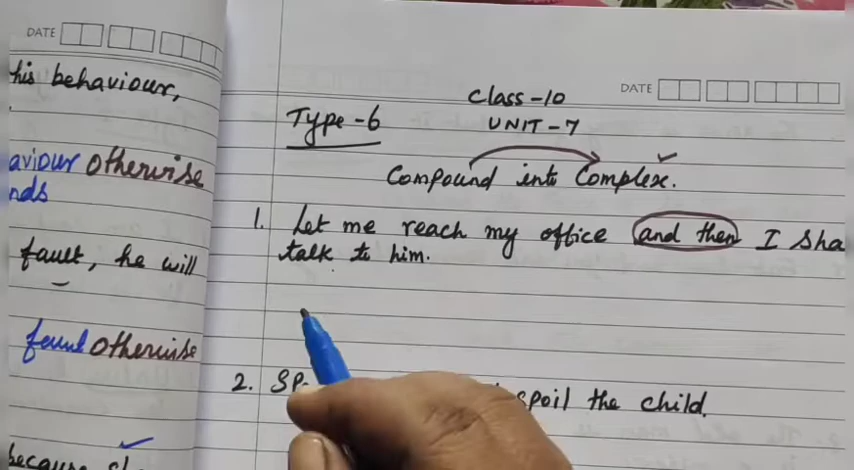 DATE
his behaviour,
aviour otherwise
nds
fault, he will
found otherwise
because
DATE
Class-10
Type-6
UNIT-7
Compound into Complex.
1. Let me reach my office and then I sha
talk to him.
2. SP spoil the child.